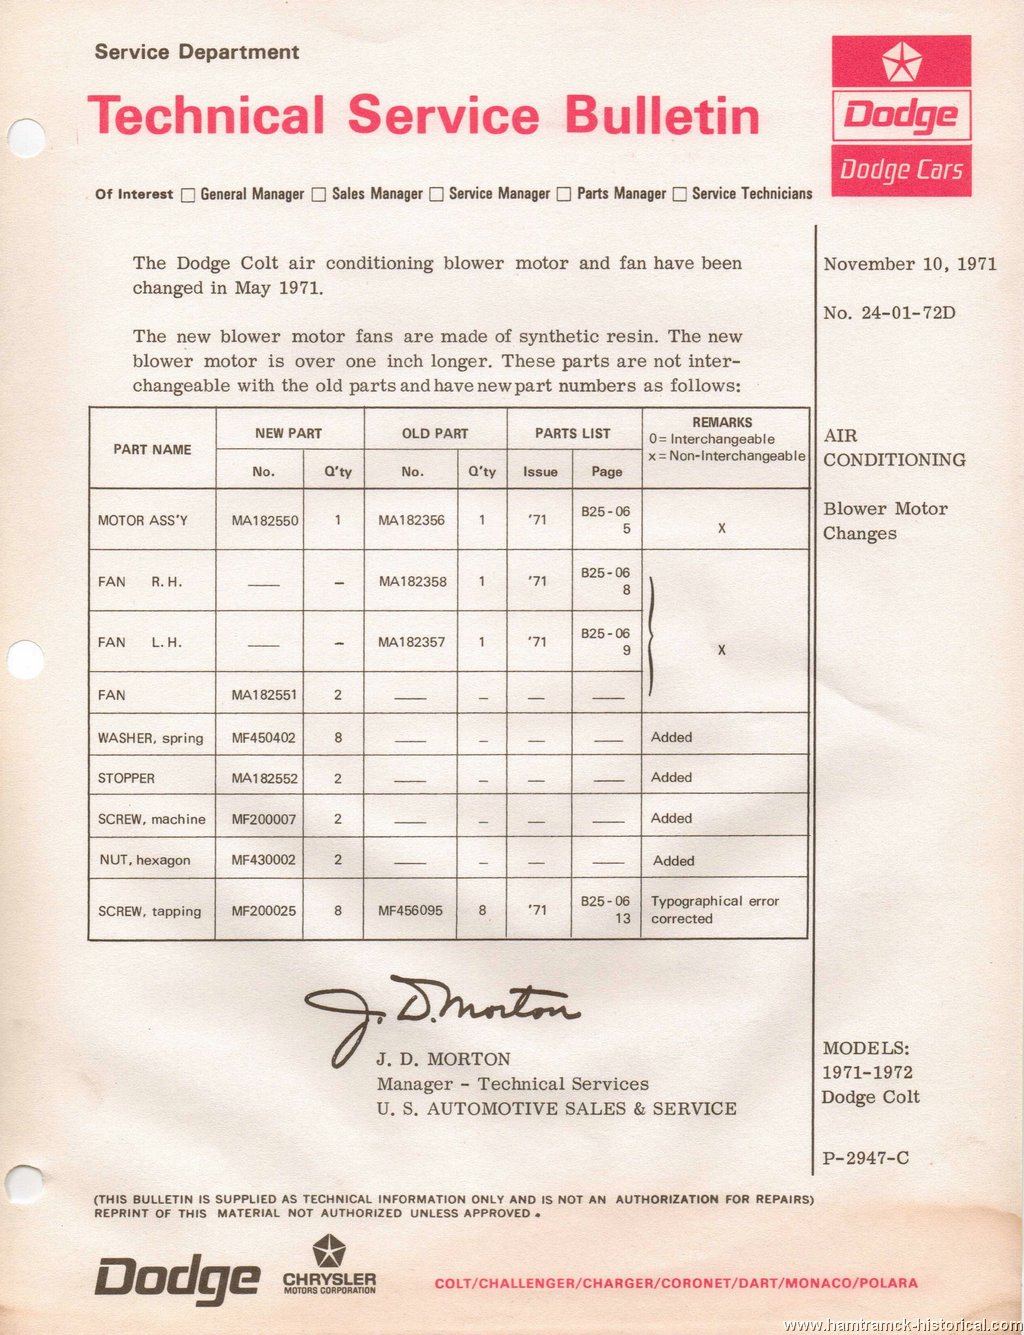 Service Department
Technical Service Bulletin
Dodge
Dodge Cars
Of Interest □ General Manager □ Sales Manager □ Service Manager □ Parts Manager □ Service Technicians
The Dodge Colt air conditioning blower motor and fan have been
changed in May 1971.
The new blower motor fans are made of synthetic resin. The new
blower motor is over one inch longer. These parts are not inter-
changeable with the old parts and have new part numbers as follows:
November 10, 1971
No. 24-01-72D
AIR
CONDITIONING
Blower Motor
Changes
PART NAME NEW PART OLD PART PARTS LIST REMARKS
0 = Interchangeable
x = Non-Interchangeable
No. Q'ty No. Q'ty Issue Page
MOTOR ASS'Y MA182550 1 MA182356 1 '71 B25-06 5 X
FAN R.H. — – MA182358 1 '71 B25-06 8
FAN L.H. — – MA182357 1 '71 B25-06 9 X
FAN MA182551 2 — – — —
WASHER, spring MF450402 8 — – — — Added
STOPPER MA182552 2 — – — — Added
SCREW, machine MF200007 2 — – — — Added
NUT, hexagon MF430002 2 — – — — Added
SCREW, tapping MF200025 8 MF456095 8 '71 B25-06 13 Typographical error corrected
J. D. Morton
J. D. MORTON
Manager - Technical Services
U. S. AUTOMOTIVE SALES & SERVICE
MODELS:
1971-1972
Dodge Colt
P-2947-C
(THIS BULLETIN IS SUPPLIED AS TECHNICAL INFORMATION ONLY AND IS NOT AN AUTHORIZATION FOR REPAIRS)
REPRINT OF THIS MATERIAL NOT AUTHORIZED UNLESS APPROVED.
Dodge
CHRYSLER
MOTORS CORPORATION
COLT/CHALLENGER/CHARGER/CORONET/DART/MONACO/POLARA
www.hamtramck-historical.com